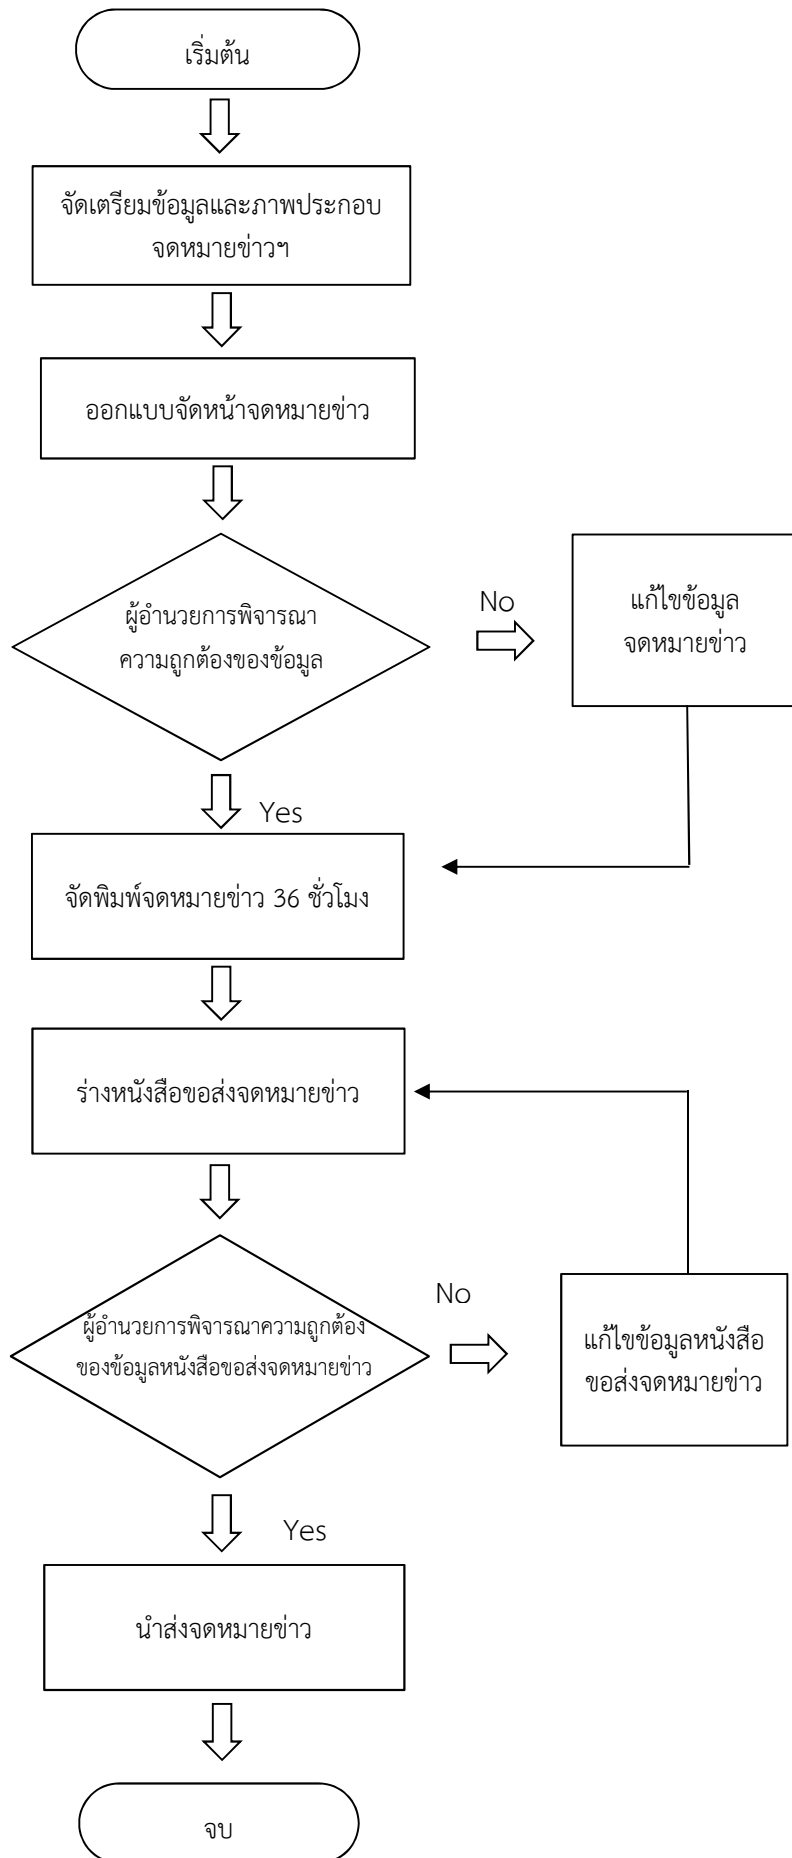 เริ่มต้น
จัดเตรียมข้อมูลและภาพประกอบ
จดหมายข่าวฯ
ออกแบบจัดหน้าจดหมายข่าว
ผู้อำนวยการพิจารณา
ความถูกต้องของข้อมูล
No
แก้ไขข้อมูล
จดหมายข่าว
Yes
จัดพิมพ์จดหมายข่าว 36 ชั่วโมง
ร่างหนังสือขอส่งจดหมายข่าว
ผู้อำนวยการพิจารณาความถูกต้อง
ของข้อมูลหนังสือขอส่งจดหมายข่าว
No
แก้ไขข้อมูลหนังสือ
ขอส่งจดหมายข่าว
Yes
นำส่งจดหมายข่าว
จบ